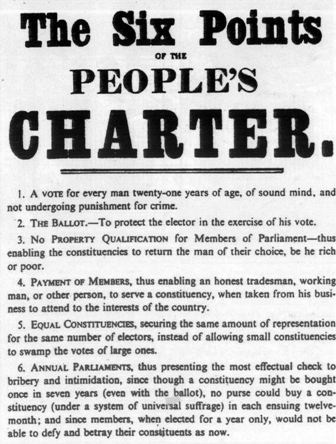 The Six Points
OF THE
PEOPLE'S
CHARTER.
1. A VOTE for every man twenty-one years of age, of sound mind, and
not undergoing punishment for crime.
2. THE BALLOT.—To protect the elector in the exercise of his vote.
3. NO PROPERTY QUALIFICATION for Members of Parliament—thus
enabling the constituencies to return the man of their choice, be he rich
or poor.
4. PAYMENT OF MEMBERS, thus enabling an honest tradesman, working
man, or other person, to serve a constituency, when taken from his busi-
ness to attend to the interests of the country.
5. EQUAL CONSTITUENCIES, securing the same amount of representation
for the same number of electors, instead of allowing small constituencies
to swamp the votes of large ones.
6. ANNUAL PARLIAMENTS, thus presenting the most effectual check to
bribery and intimidation, since though a constituency might be bought
once in seven years (even with the ballot), no purse could buy a con-
stituency (under a system of universal suffrage) in each ensuing twelve-
month; and since members, when elected for a year only, would not be
able to defy and betray their constituents as now.